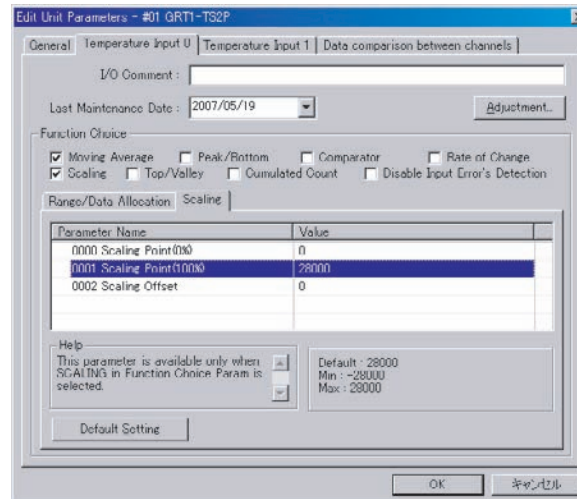 Edit Unit Parameters - #01 GRT1-TS2P
General Temperature Input 0 Temperature Input 1 Data comparison between channels
I/O Comment :
Last Maintenance Date : 2007/05/19 Adjustment...
Function Choice
Moving Average Peak/Bottom Comparator Rate of Change
Scaling Top/Valley Cumulated Count Disable Input Error's Detection
Range/Data Allocation Scaling
Parameter Name Value
0000 Scaling Point(0%) 0
0001 Scaling Point(100%) 28000
0002 Scaling Offset 0
Help
This parameter is available only when
SCALING in Function Choice Param is
selected.
Default : 28000
Min : -28000
Max : 28000
Default Setting
OK キャンセル